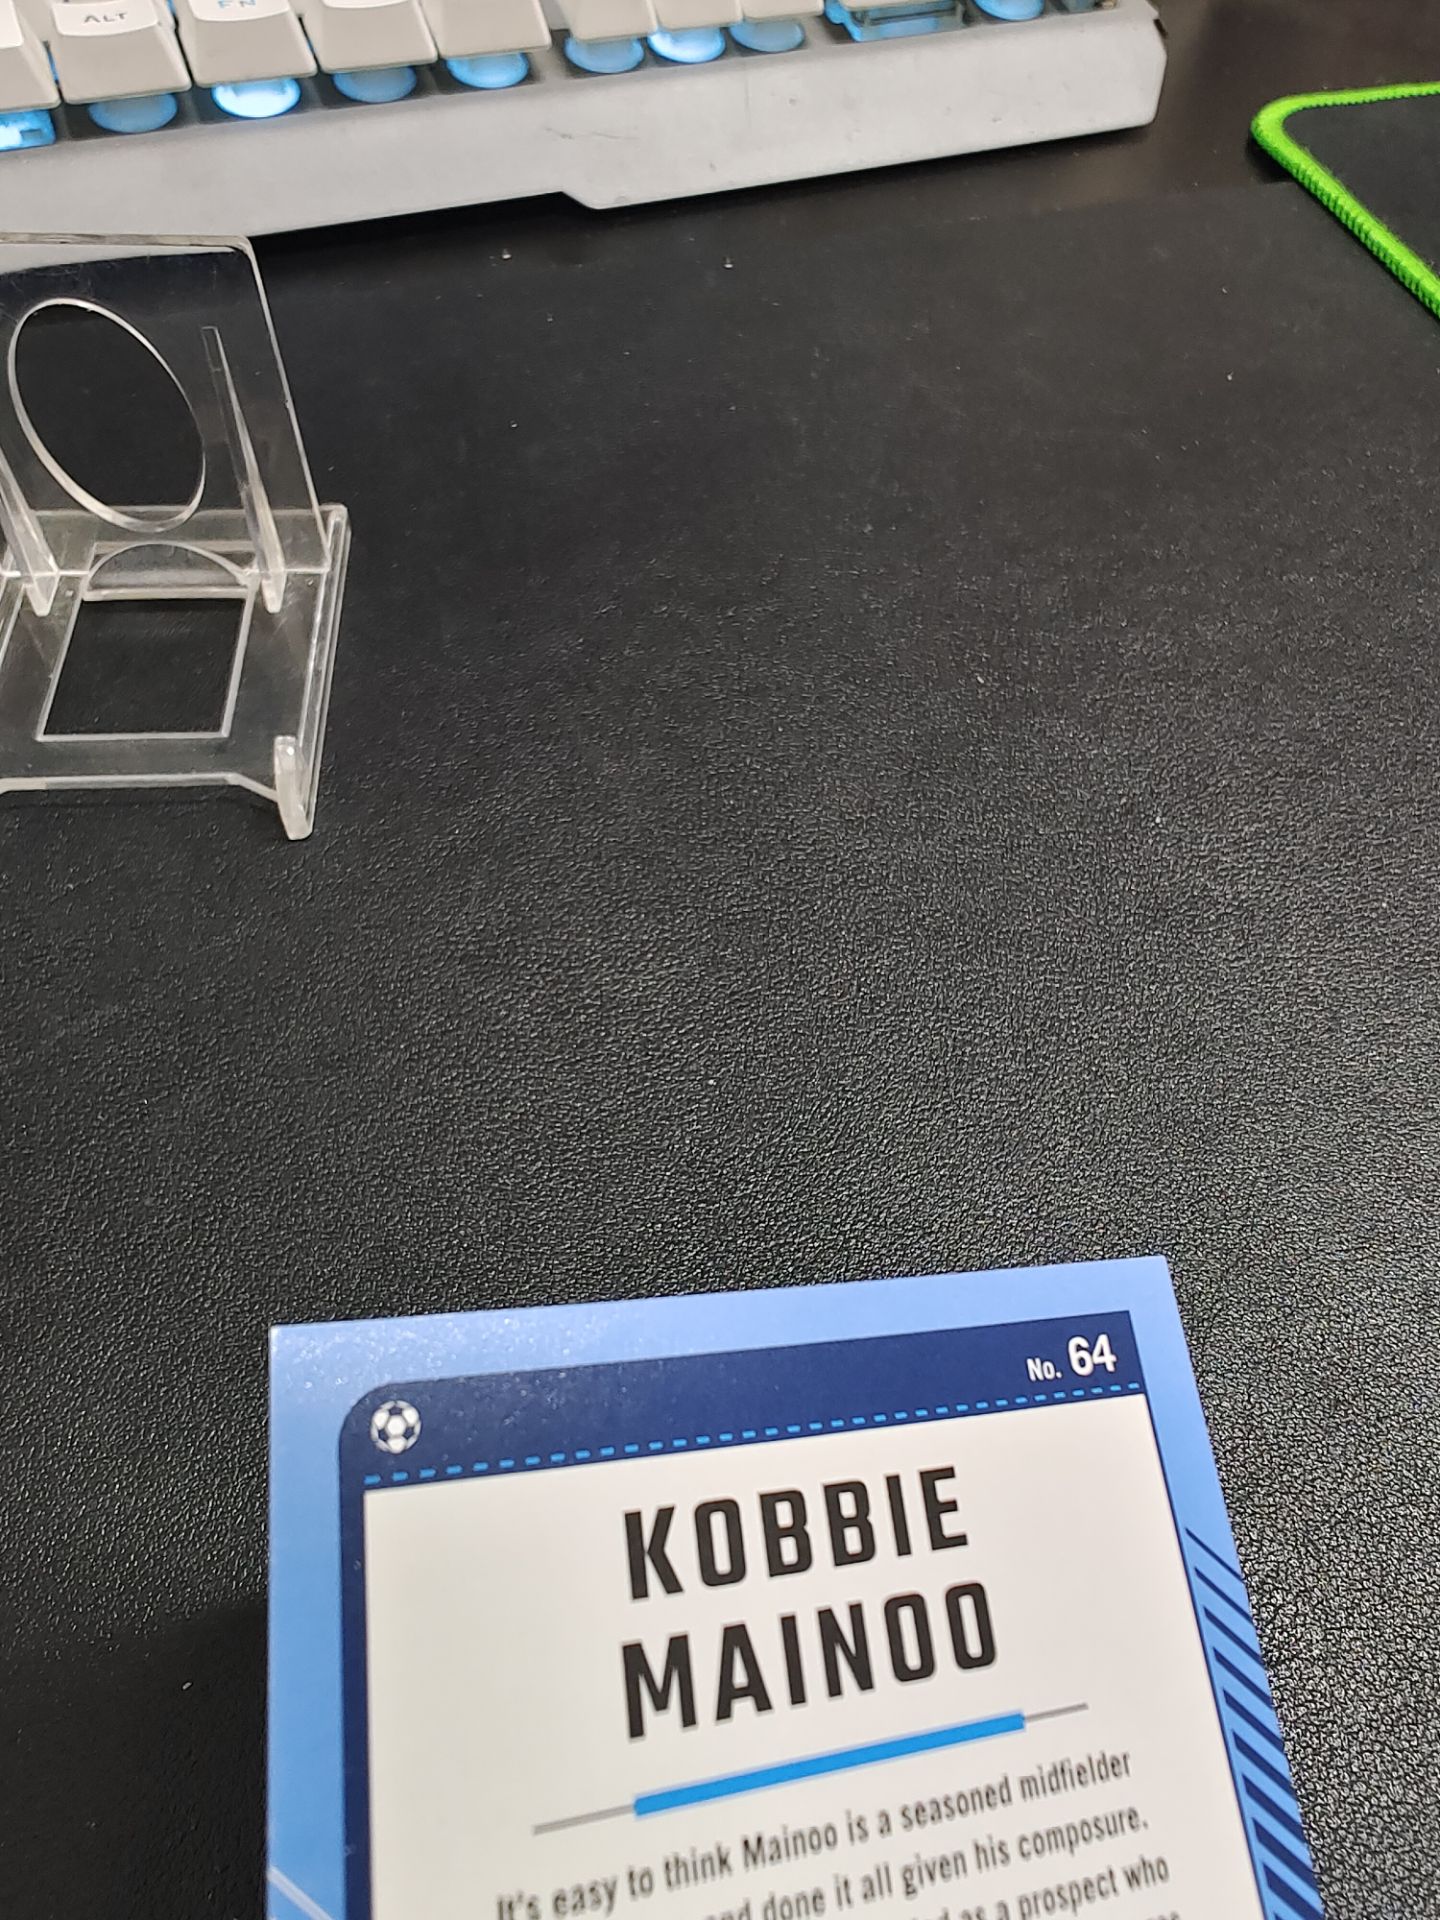 ALT
FN
No. 64
KOBBIE
MAINOO
It's easy to think Mainoo is a seasoned midfielder
done it all given his composure.
as a prospect who